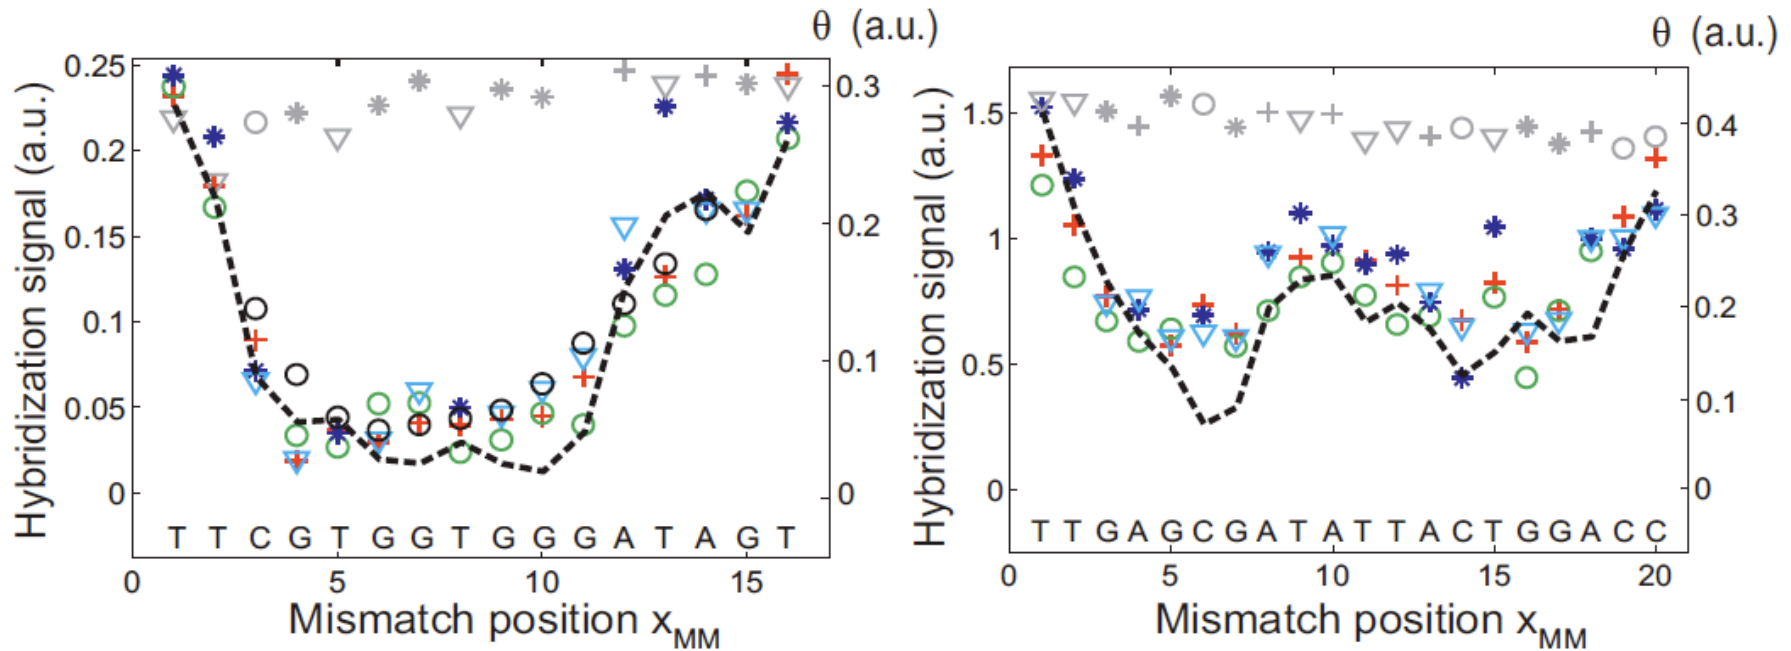 θ (a.u.)
Hybridization signal (a.u.)
0.25
0.2
0.15
0.1
0.05
0
0.3
0.2
0.1
0
T T C G T G G T G G G A T A G T
0 5 10 15
Mismatch position xMM
θ (a.u.)
Hybridization signal (a.u.)
1.5
1
0.5
0
0.4
0.3
0.2
0.1
0
T T G A G C G A T A T T A C T G G A C C
0 5 10 15 20
Mismatch position xMM